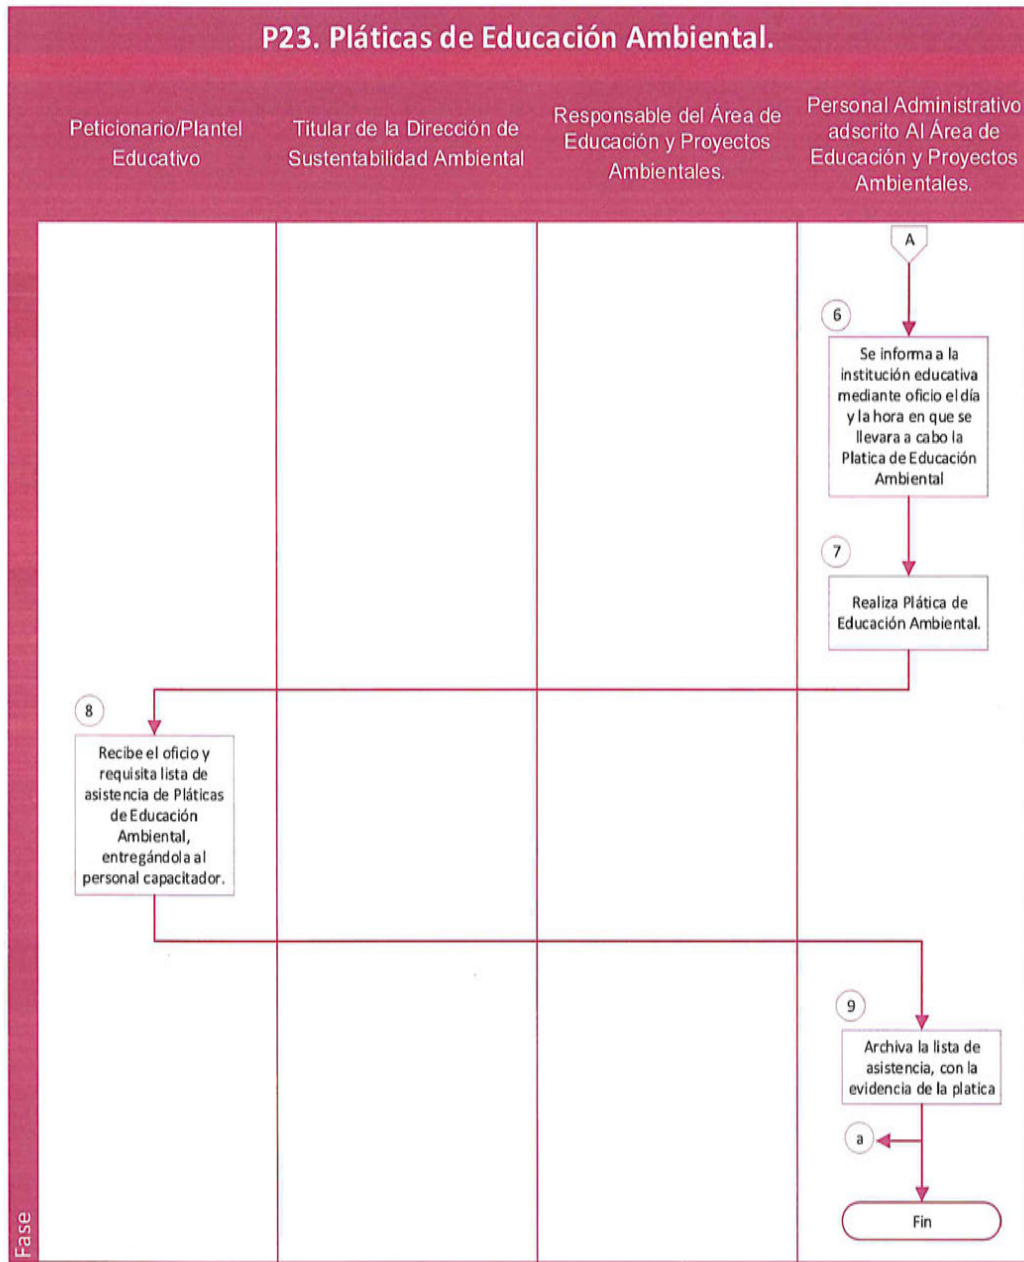 P23. Pláticas de Educación Ambiental.
Peticionario/Plantel
Educativo
Titular de la Dirección de
Sustentabilidad Ambiental
Responsable del Área de
Educación y Proyectos
Ambientales.
Personal Administrativo
adscrito Al Área de
Educación y Proyectos
Ambientales.
A
6
Se informa a la
institución educativa
mediante oficio el día
y la hora en que se
llevara a cabo la
Platica de Educación
Ambiental
7
Realiza Plática de
Educación Ambiental.
8
Recibe el oficio y
requisita lista de
asistencia de Pláticas
de Educación
Ambiental,
entregándola al
personal capacitador.
9
Archiva la lista de
asistencia, con la
evidencia de la platica
a
Fin
Fase